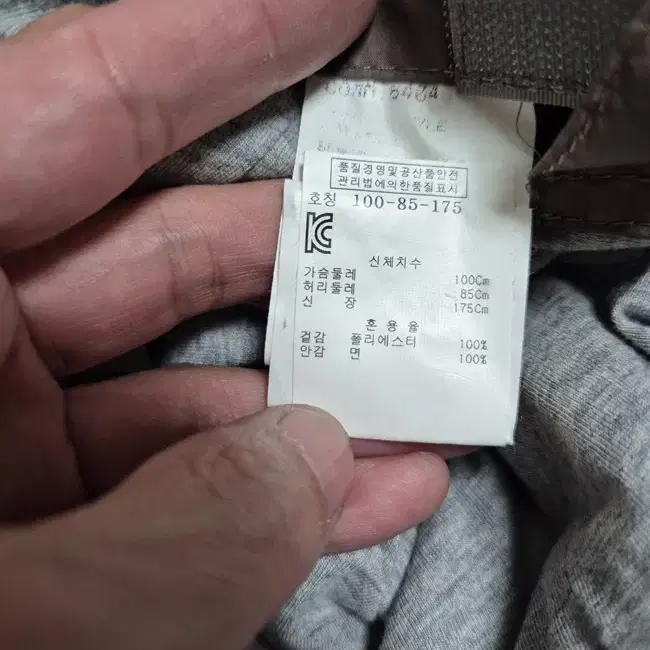 품질경영및공산품안전
관리법에의한품질표시
호칭 100-85-175
신체치수
가슴둘레 100Cm
허리둘레 85Cm
신 장 175Cm
혼 용 율
겉감 폴리에스터 100%
안감 면 100%